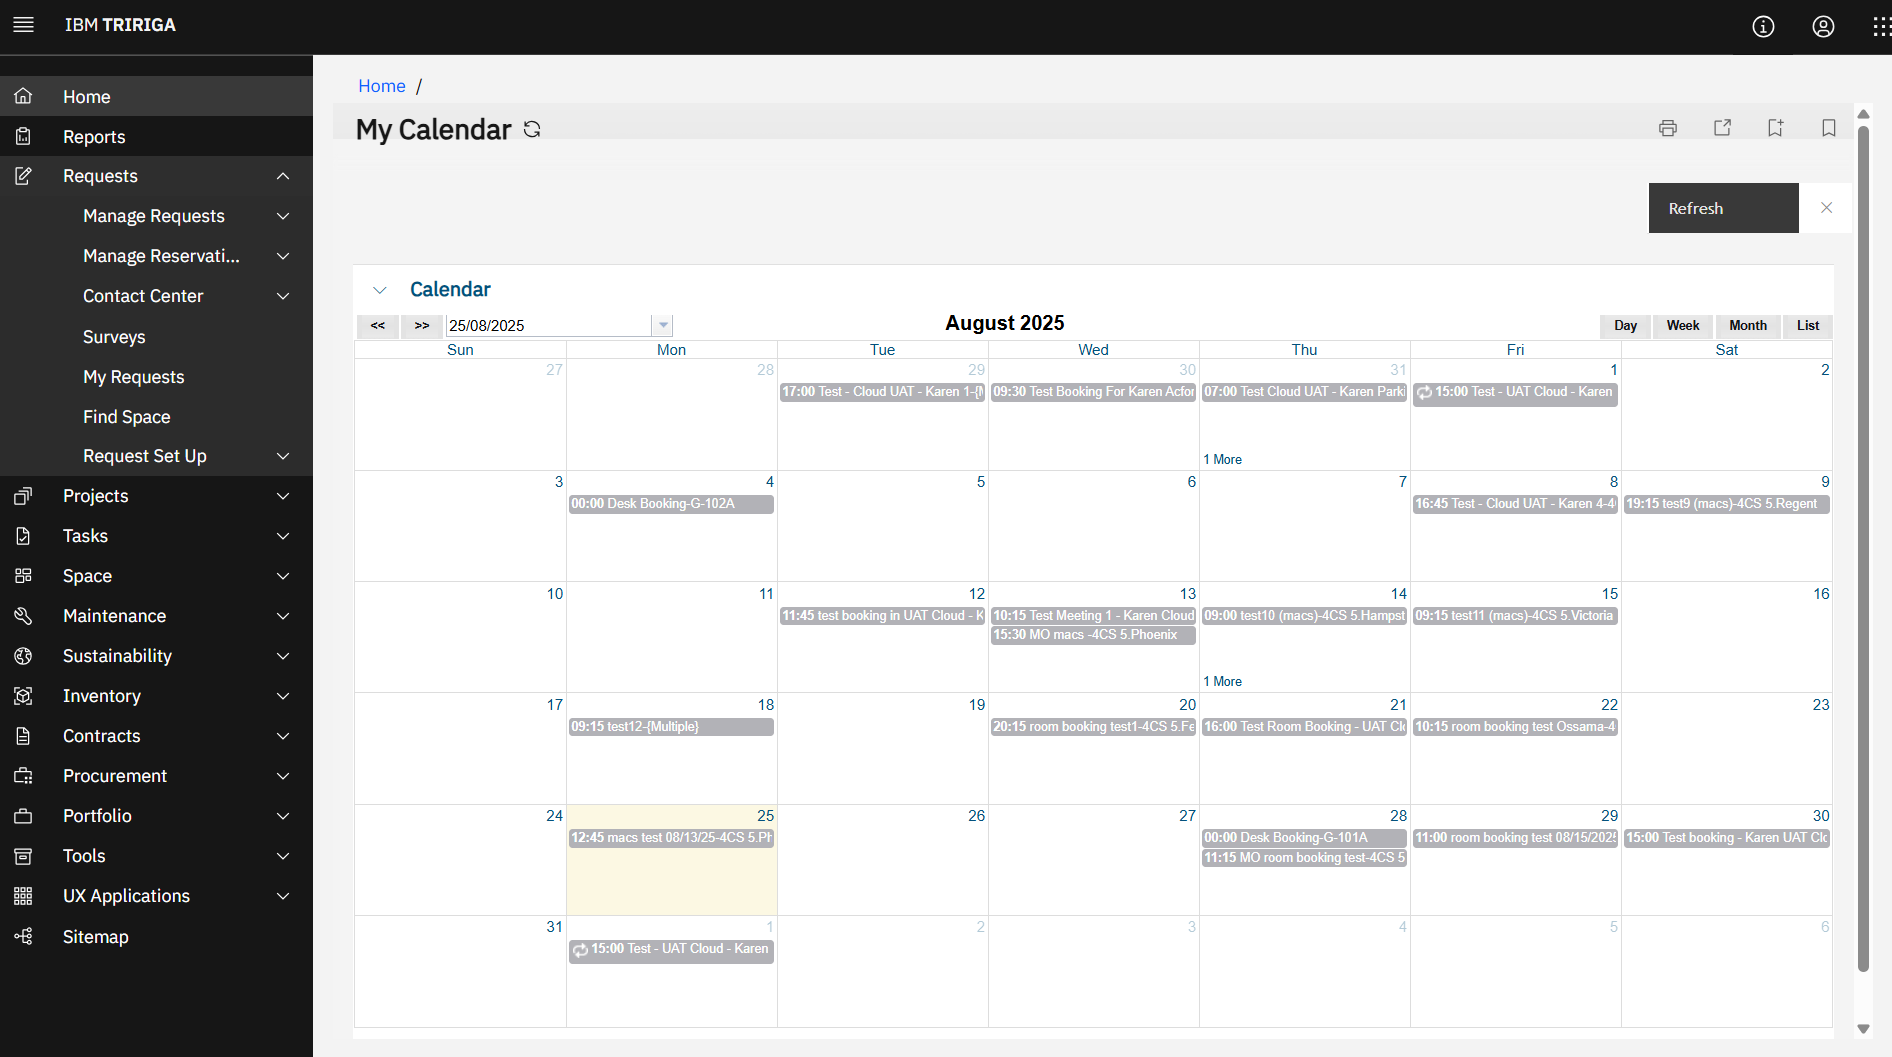 IBM TRIRIGA
Home
Reports
Requests
Manage Requests
Manage Reservati...
Contact Center
Surveys
My Requests
Find Space
Request Set Up
Projects
Tasks
Space
Maintenance
Sustainability
Inventory
Contracts
Procurement
Portfolio
Tools
UX Applications
Sitemap
Home /
My Calendar
Refresh
Calendar
<< >> 25/08/2025 August 2025 Day Week Month List
Sun Mon Tue Wed Thu Fri Sat
27 28 29 30 31 1 2
17:00 Test - Cloud UAT - Karen 1-{ 09:30 Test Booking For Karen Acfor 07:00 Test Cloud UAT - Karen Parki 15:00 Test - UAT Cloud - Karen
1 More
3 4 5 6 7 8 9
00:00 Desk Booking-G-102A 16:45 Test - Cloud UAT - Karen 4-4 19:15 test9 (macs)-4CS 5.Regent
10 11 12 13 14 15 16
11:45 test booking in UAT Cloud - K 10:15 Test Meeting 1 - Karen Cloud 09:00 test10 (macs)-4CS 5.Hampst 09:15 test11 (macs)-4CS 5.Victoria
15:30 MO macs -4CS 5.Phoenix
1 More
17 18 19 20 21 22 23
09:15 test12-{Multiple} 20:15 room booking test1-4CS 5.Fe 16:00 Test Room Booking - UAT Cl 10:15 room booking test Ossama-4
24 25 26 27 28 29 30
12:45 macs test 08/13/25-4CS 5.Ph 00:00 Desk Booking-G-101A 11:00 room booking test 08/15/2025 15:00 Test booking - Karen UAT Clo
11:15 MO room booking test-4CS 5
31 1 2 3 4 5 6
15:00 Test - UAT Cloud - Karen